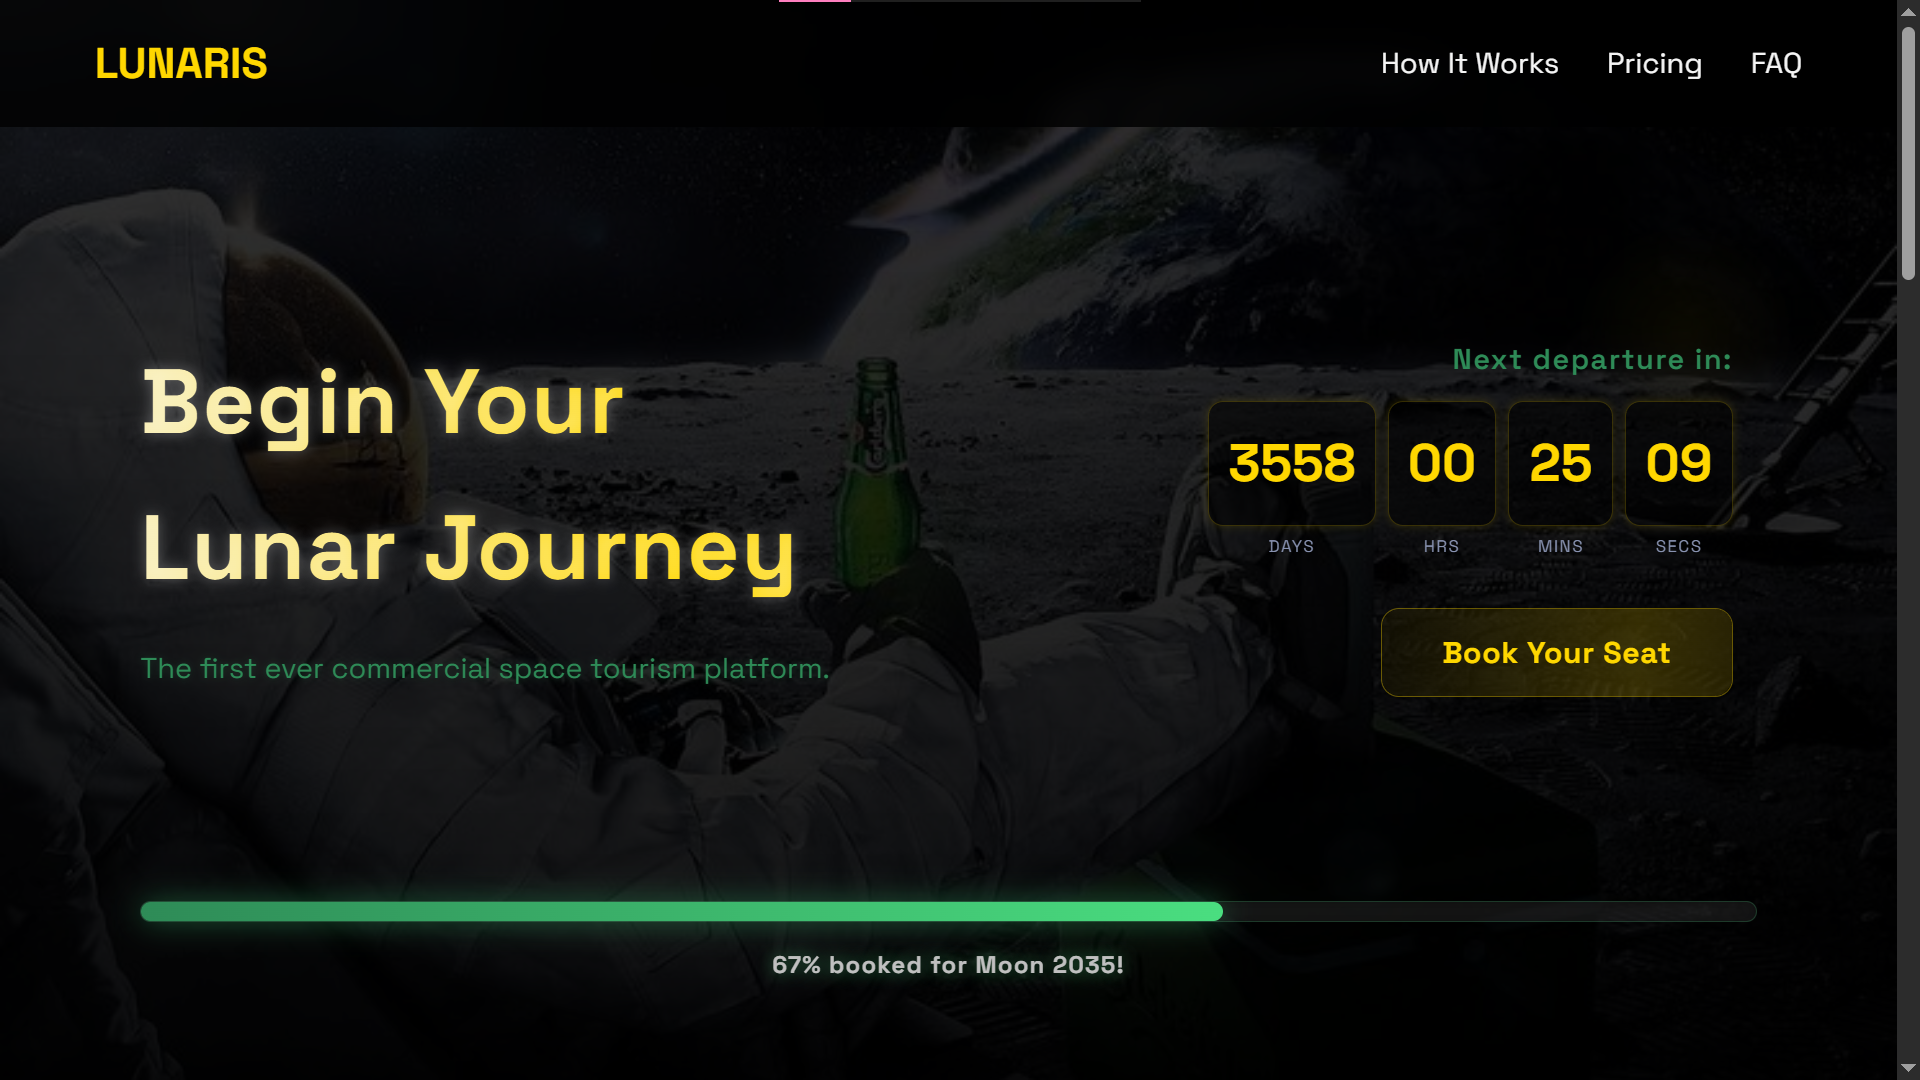 LUNARIS
How It Works
Pricing
FAQ
Begin Your
Lunar Journey
The first ever commercial space tourism platform.
Next departure in:
3558 00 25 09
DAYS HRS MINS SECS
Book Your Seat
67% booked for Moon 2035!